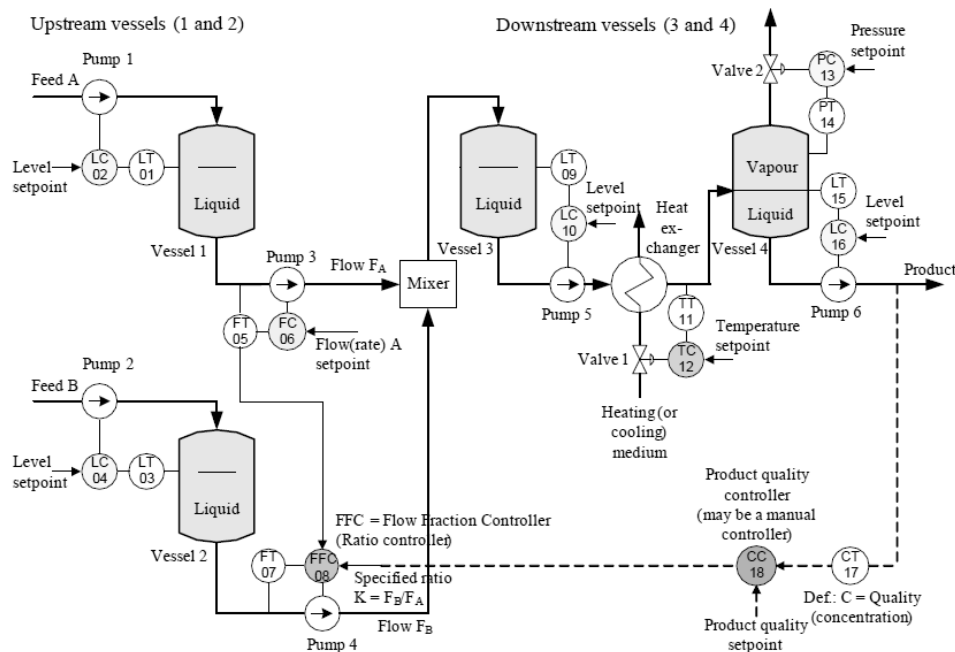 Upstream vessels (1 and 2)
Downstream vessels (3 and 4)
Pump 1
Feed A
Level
setpoint
LC
02
LT
01
Liquid
Vessel 1
Pump 3
Flow FA
FT
05
FC
06
Flow(rate) A
setpoint
Mixer
Pump 2
Feed B
Level
setpoint
LC
04
LT
03
Liquid
Vessel 2
FT
07
FFC
08
FFC = Flow Fraction Controller
(Ratio controller)
Specified ratio
K = FB/FA
Pump 4
Flow FB
Liquid
Vessel 3
LT
09
LC
10
Level
setpoint
Pump 5
Heat
ex-
changer
TT
11
TC
12
Temperature
setpoint
Valve 1
Heating (or
cooling)
medium
Valve 2
PC
13
Pressure
setpoint
PT
14
Vapour
Liquid
Vessel 4
LT
15
LC
16
Level
setpoint
Pump 6
Product
Product quality
controller
(may be a manual
controller)
CC
18
CT
17
Def.: C = Quality
(concentration)
Product quality
setpoint